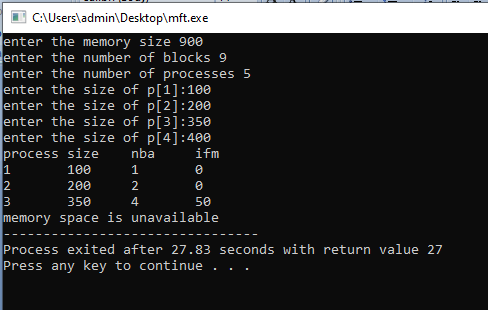 C:\Users\admin\Desktop\mft.exe
enter the memory size 900
enter the number of blocks 9
enter the number of processes 5
enter the size of p[1]:100
enter the size of p[2]:200
enter the size of p[3]:350
enter the size of p[4]:400
process size    nba     ifm
1       100     1       0
2       200     2       0
3       350     4       50
memory space is unavailable
--------------------------------
Process exited after 27.83 seconds with return value 27
Press any key to continue . . .